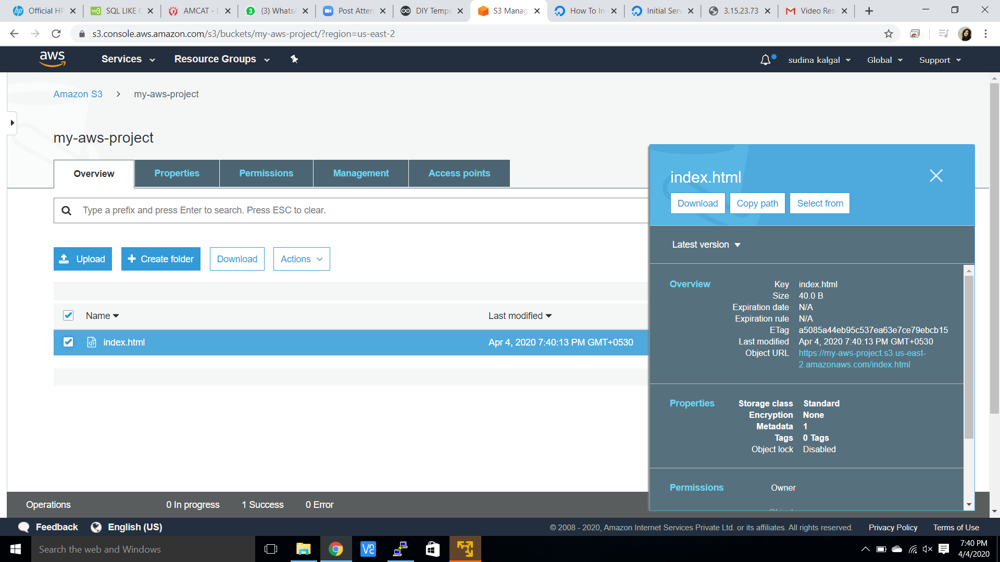 Official HP
SQL LIKE
AMCAT -
(3) Whats
Post Atten
DIY Tempe
S3 Manag
How To In
Initial Serv
3.15.23.73
Video Res
s3.console.aws.amazon.com/s3/buckets/my-aws-project/?region=us-east-2
aws
Services
Resource Groups
sudina kalgal
Global
Support
Amazon S3 > my-aws-project
my-aws-project
Overview
Properties
Permissions
Management
Access points
Type a prefix and press Enter to search. Press ESC to clear.
Upload
+ Create folder
Download
Actions
Name
Last modified
index.html
Apr 4, 2020 7:40:13 PM GMT+0530
index.html
Download
Copy path
Select from
Latest version
Overview
Key index.html
Size 40.0 B
Expiration date N/A
Expiration rule N/A
ETag a5085a44eb95c537ea63e7ce79ebcb15
Last modified Apr 4, 2020 7:40:13 PM GMT+0530
Object URL https://my-aws-project.s3.us-east-
2.amazonaws.com/index.html
Properties
Storage class Standard
Encryption None
Metadata 1
Tags 0 Tags
Object lock Disabled
Permissions
Owner
Operations
0 In progress
1 Success
0 Error
Feedback
English (US)
© 2008 - 2020, Amazon Internet Services Private Ltd. or its affiliates. All rights reserved.
Privacy Policy
Terms of Use
Search the web and Windows
7:40 PM
4/4/2020